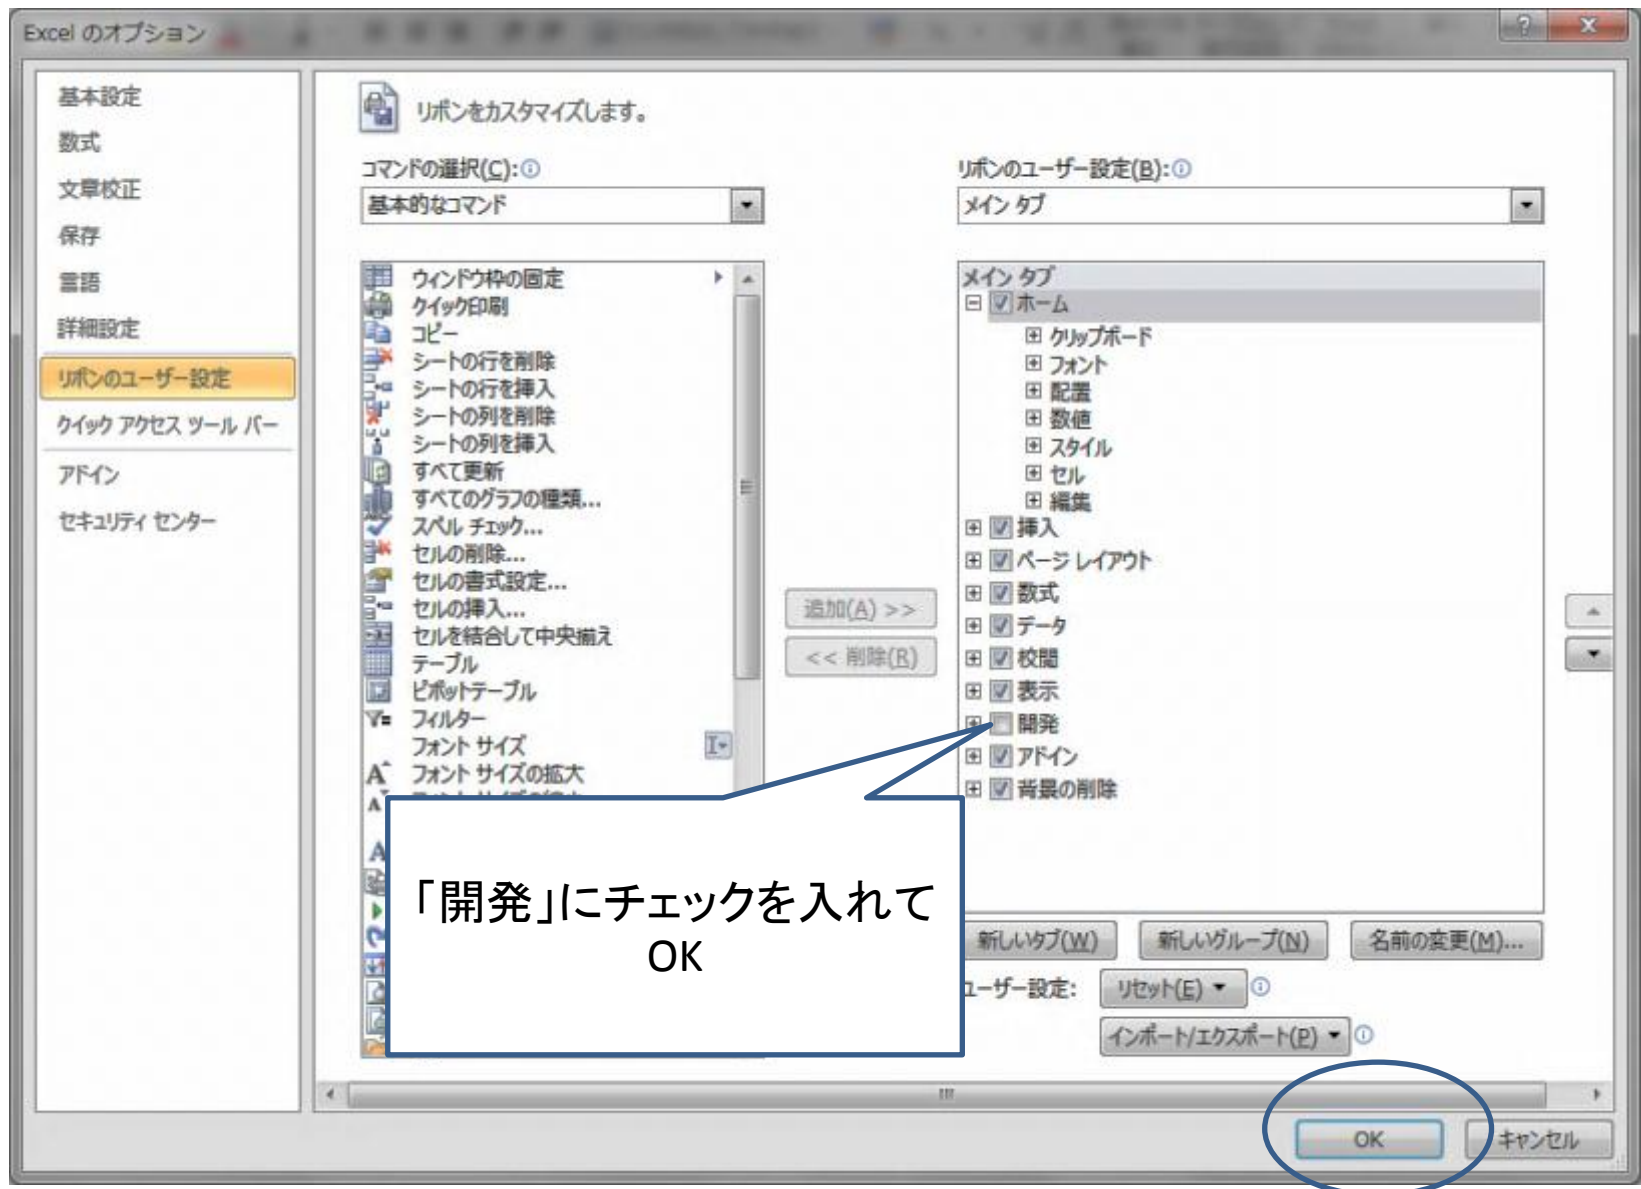 Excel のオプション
基本設定
数式
文章校正
保存
言語
詳細設定
リボンのユーザー設定
クイック アクセス ツール バー
アドイン
セキュリティ センター
リボンをカスタマイズします。
コマンドの選択(C):
基本的なコマンド
ウィンドウ枠の固定
クイック印刷
コピー
シートの行を削除
シートの行を挿入
シートの列を削除
シートの列を挿入
すべて更新
すべてのグラフの種類...
スペル チェック...
セルの削除...
セルの書式設定...
セルの挿入...
セルを結合して中央揃え
テーブル
ピボットテーブル
フィルター
フォント サイズ
フォント サイズの拡大
追加(A) >>
<< 削除(R)
リボンのユーザー設定(B):
メイン タブ
メイン タブ
ホーム
クリップボード
フォント
配置
数値
スタイル
セル
編集
挿入
ページ レイアウト
数式
データ
校閲
表示
開発
アドイン
背景の削除
「開発」にチェックを入れて
OK
新しいタブ(W)
新しいグループ(N)
名前の変更(M)...
ユーザー設定:
リセット(E)
インポート/エクスポート(P)
OK
キャンセル